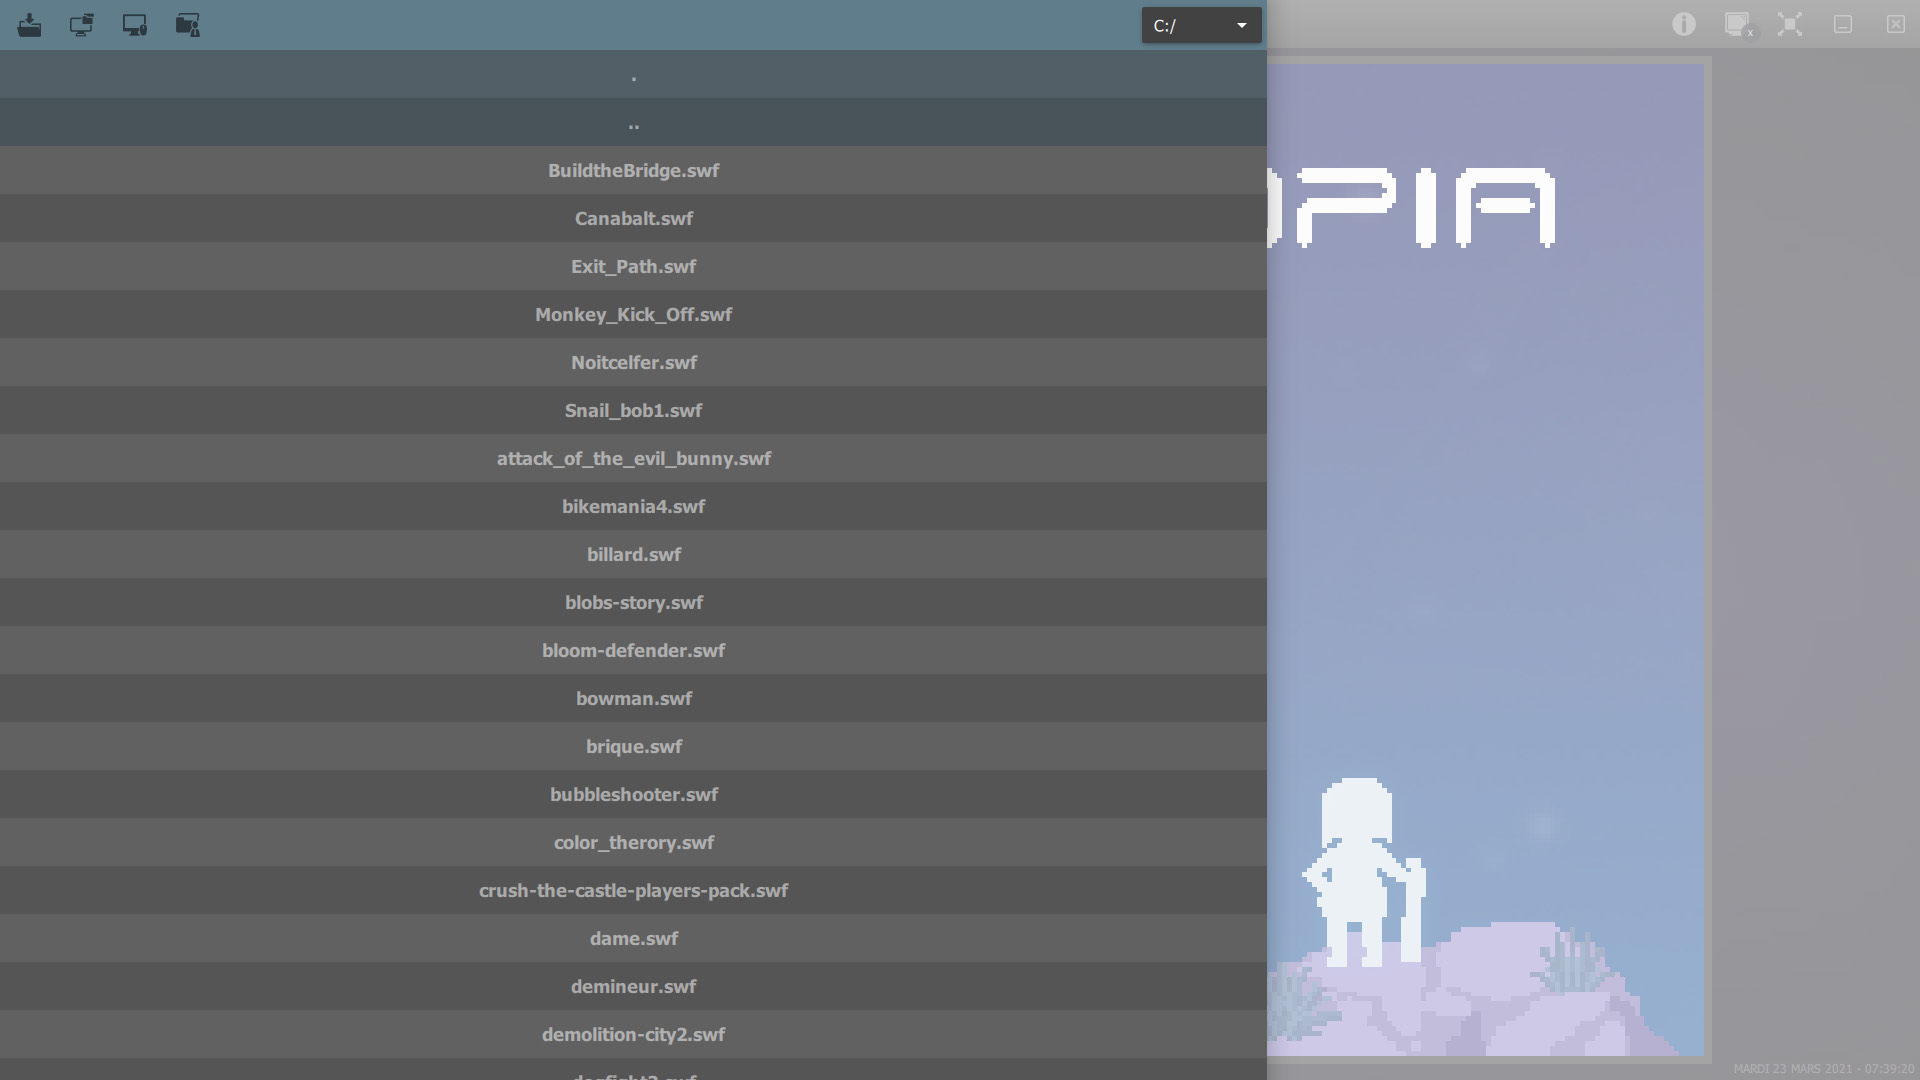 C:/
.
..
BuildtheBridge.swf
Canabalt.swf
Exit_Path.swf
Monkey_Kick_Off.swf
Noitcelfer.swf
Snail_bob1.swf
attack_of_the_evil_bunny.swf
bikemania4.swf
billard.swf
blobs-story.swf
bloom-defender.swf
bowman.swf
brique.swf
bubbleshooter.swf
color_therory.swf
crush-the-castle-players-pack.swf
dame.swf
demineur.swf
demolition-city2.swf
PIA
MARDI 23 MARS 2021 - 07:39:20